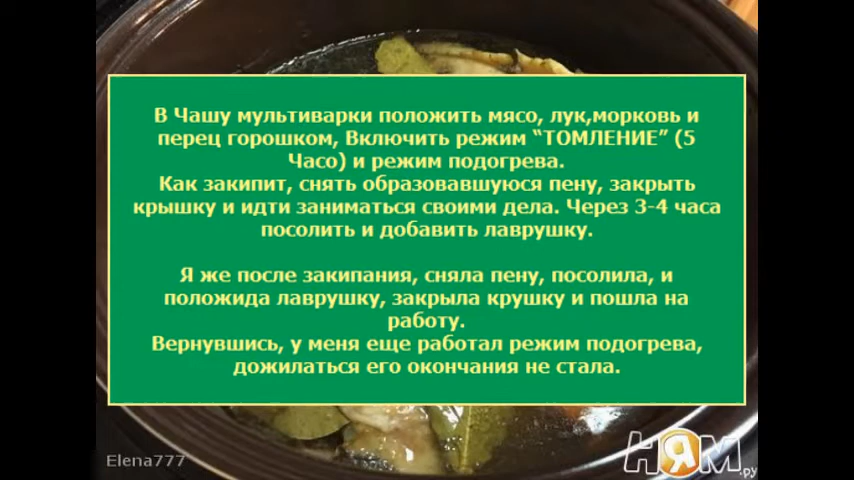 В Чашу мультиварки положить мясо, лук,морковь и
перец горошком, Включить режим “ТОМЛЕНИЕ” (5
Часо) и режим подогрева.
Как закипит, снять образовавшуюся пену, закрыть
крышку и идти заниматься своими дела. Через 3-4 часа
посолить и добавить лаврушку.
Я же после закипания, сняла пену, посолила, и
положида лаврушку, закрыла крушку и пошла на
работу.
Вернувшись, у меня еще работал режим подогрева,
дожилаться его окончания не стала.
Elena777
НЯМ.ру